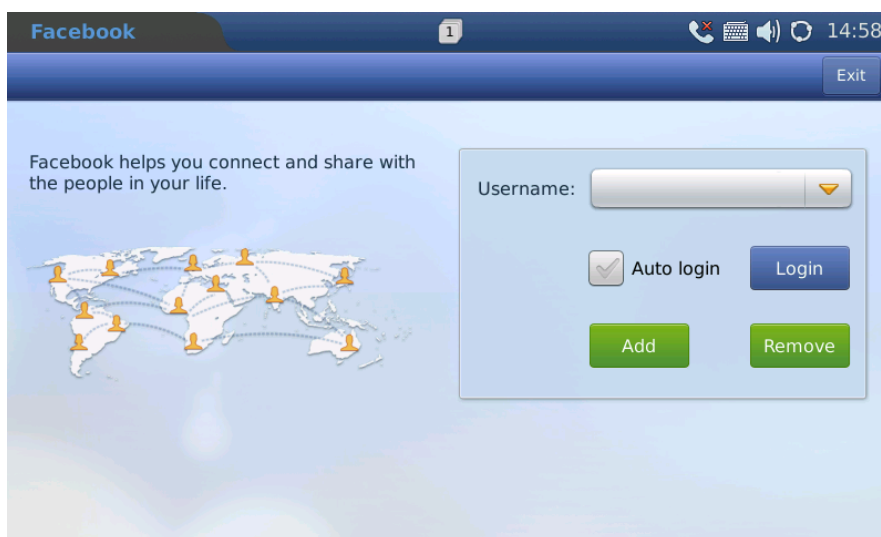 Facebook
1
14:58
Exit
Facebook helps you connect and share with
the people in your life.
Username:
Auto login
Login
Add
Remove